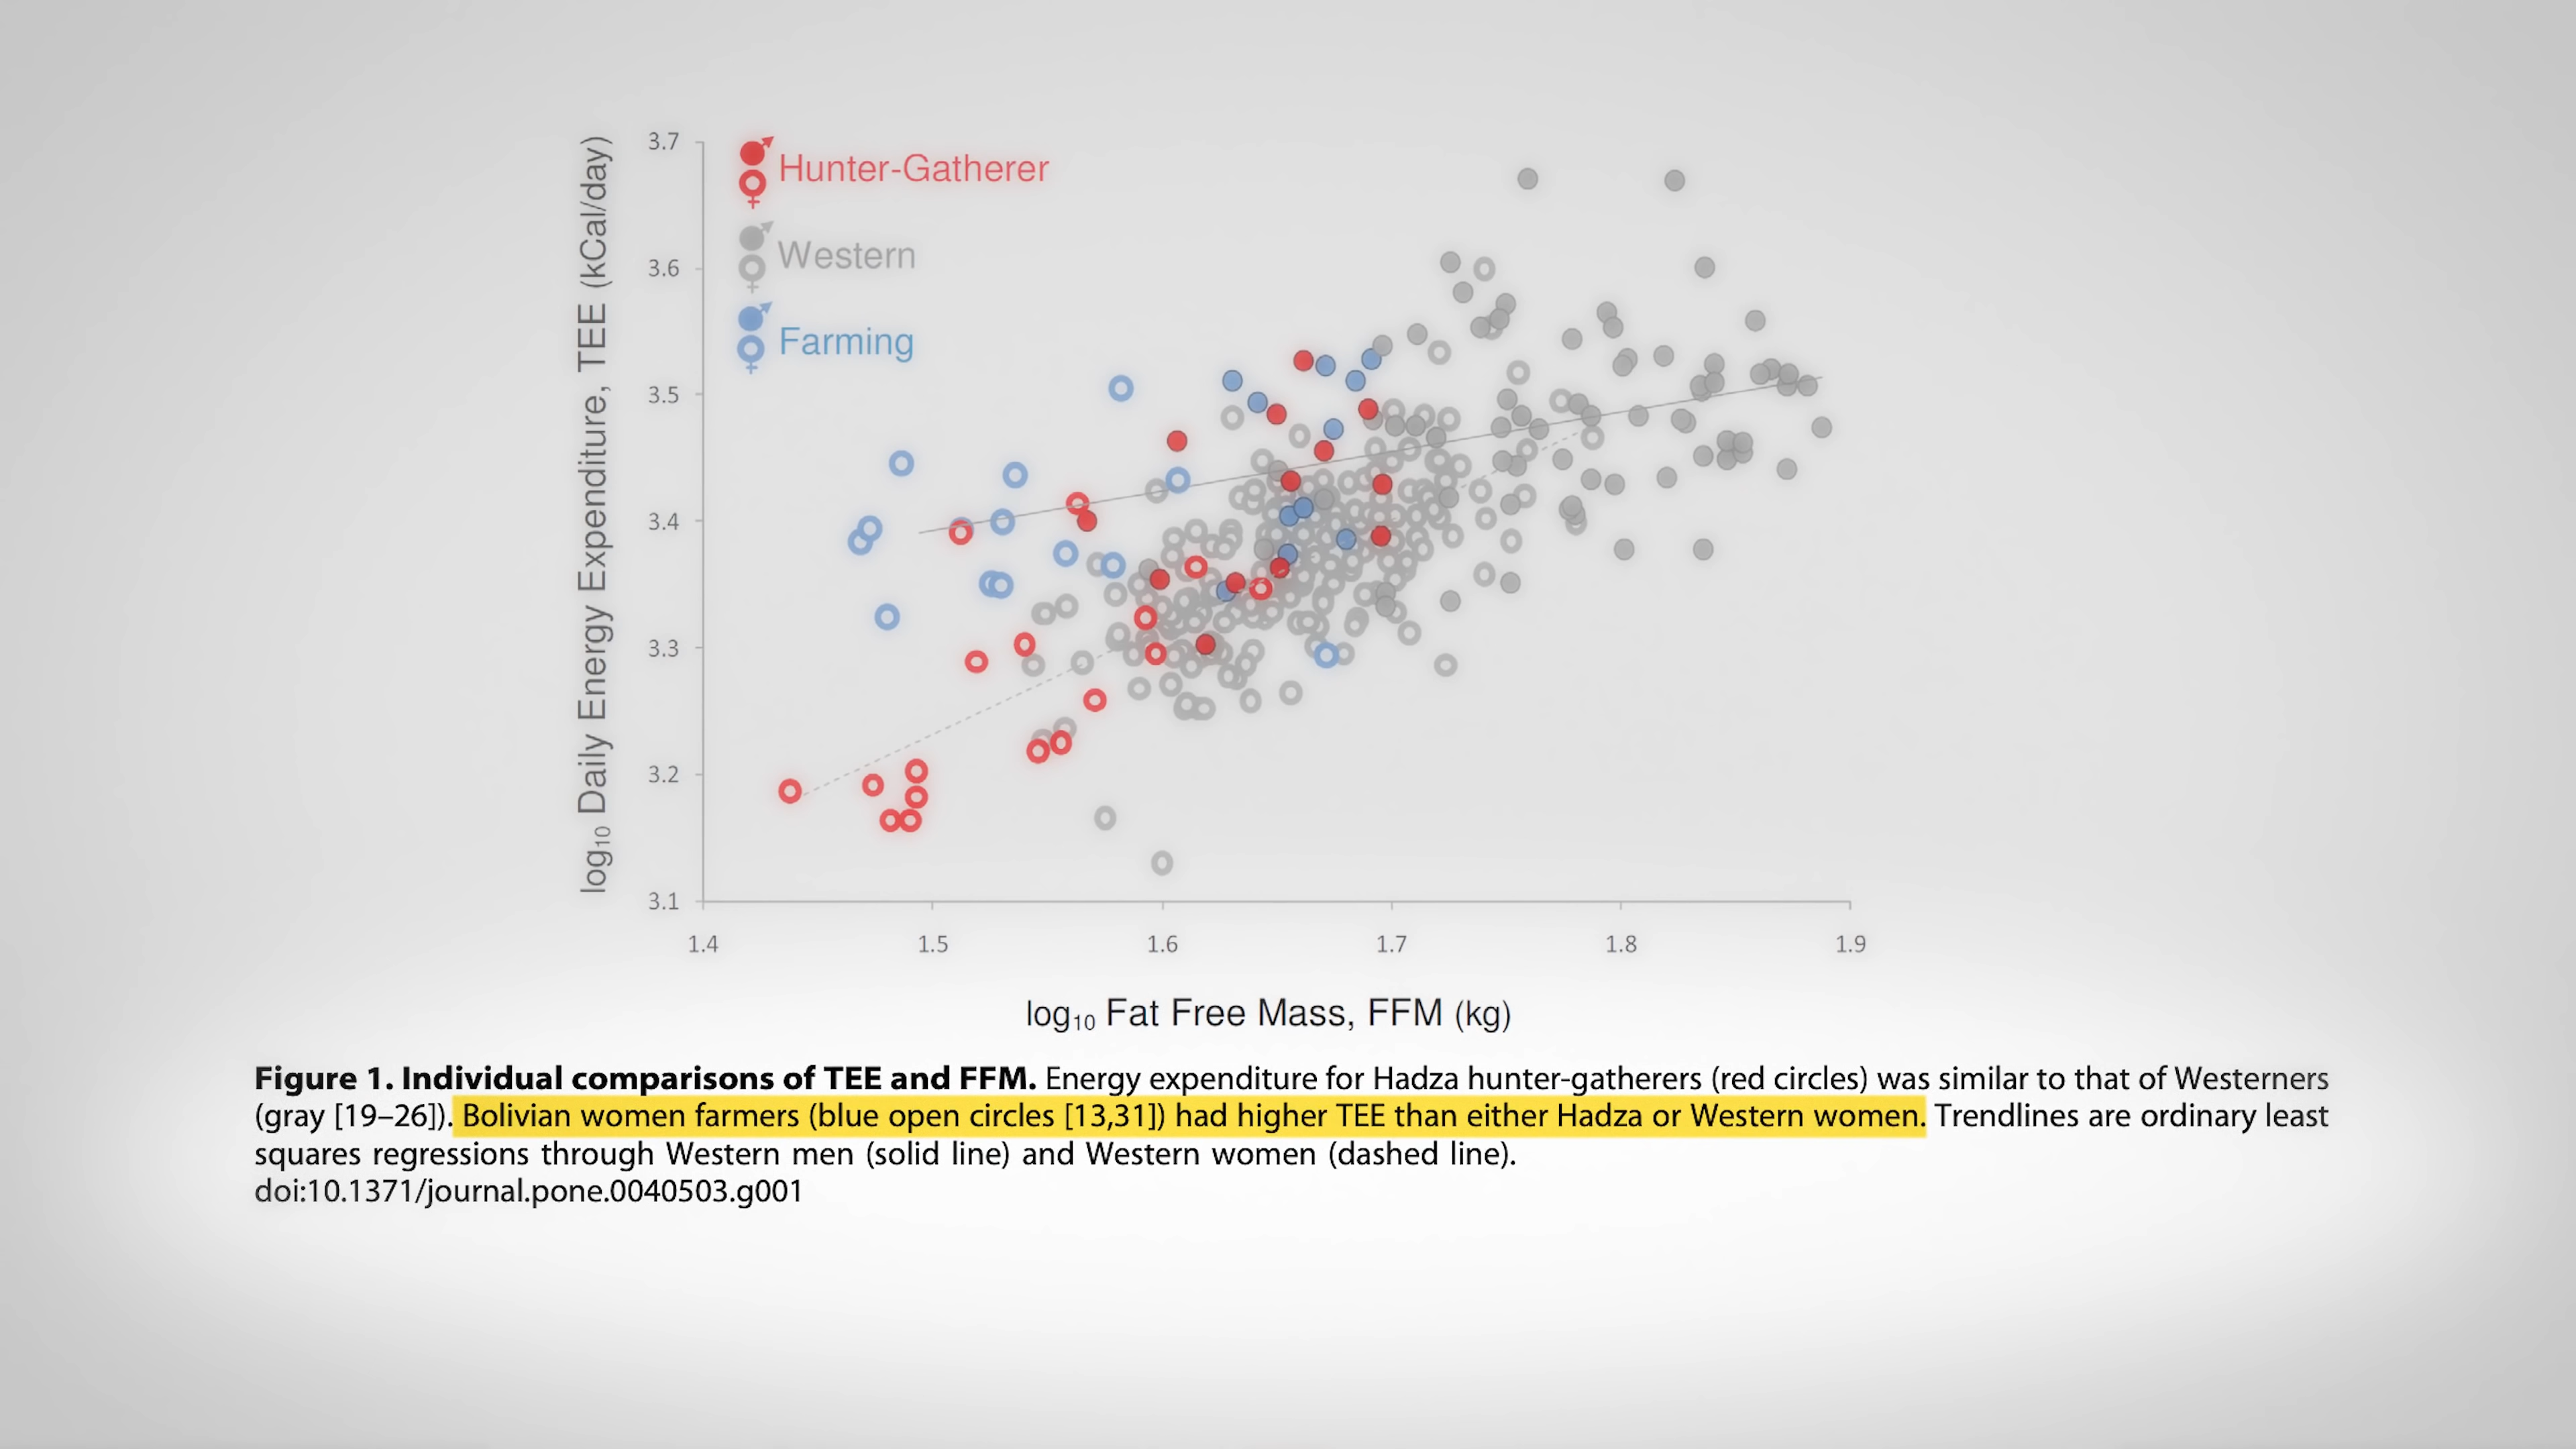 3.7
3.6
3.5
3.4
3.3
3.2
3.1
log10 Daily Energy Expenditure, TEE (kCal/day)
Hunter-Gatherer
Western
Farming
1.4 1.5 1.6 1.7 1.8 1.9
log10 Fat Free Mass, FFM (kg)
Figure 1. Individual comparisons of TEE and FFM. Energy expenditure for Hadza hunter-gatherers (red circles) was similar to that of Westerners
(gray [19–26]). Bolivian women farmers (blue open circles [13,31]) had higher TEE than either Hadza or Western women. Trendlines are ordinary least
squares regressions through Western men (solid line) and Western women (dashed line).
doi:10.1371/journal.pone.0040503.g001